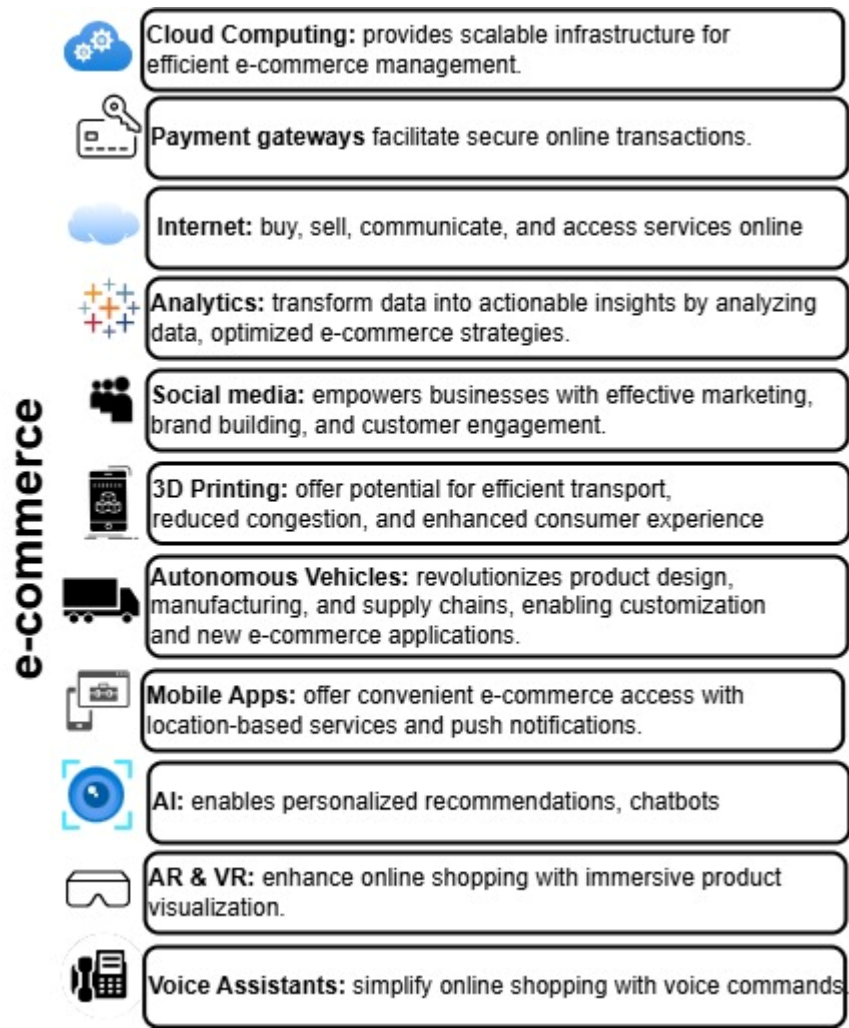 e-commerce
Cloud Computing: provides scalable infrastructure for
efficient e-commerce management.
Payment gateways facilitate secure online transactions.
Internet: buy, sell, communicate, and access services online
Analytics: transform data into actionable insights by analyzing
data, optimized e-commerce strategies.
Social media: empowers businesses with effective marketing,
brand building, and customer engagement.
3D Printing: offer potential for efficient transport,
reduced congestion, and enhanced consumer experience
Autonomous Vehicles: revolutionizes product design,
manufacturing, and supply chains, enabling customization
and new e-commerce applications.
Mobile Apps: offer convenient e-commerce access with
location-based services and push notifications.
AI: enables personalized recommendations, chatbots
AR & VR: enhance online shopping with immersive product
visualization.
Voice Assistants: simplify online shopping with voice commands.